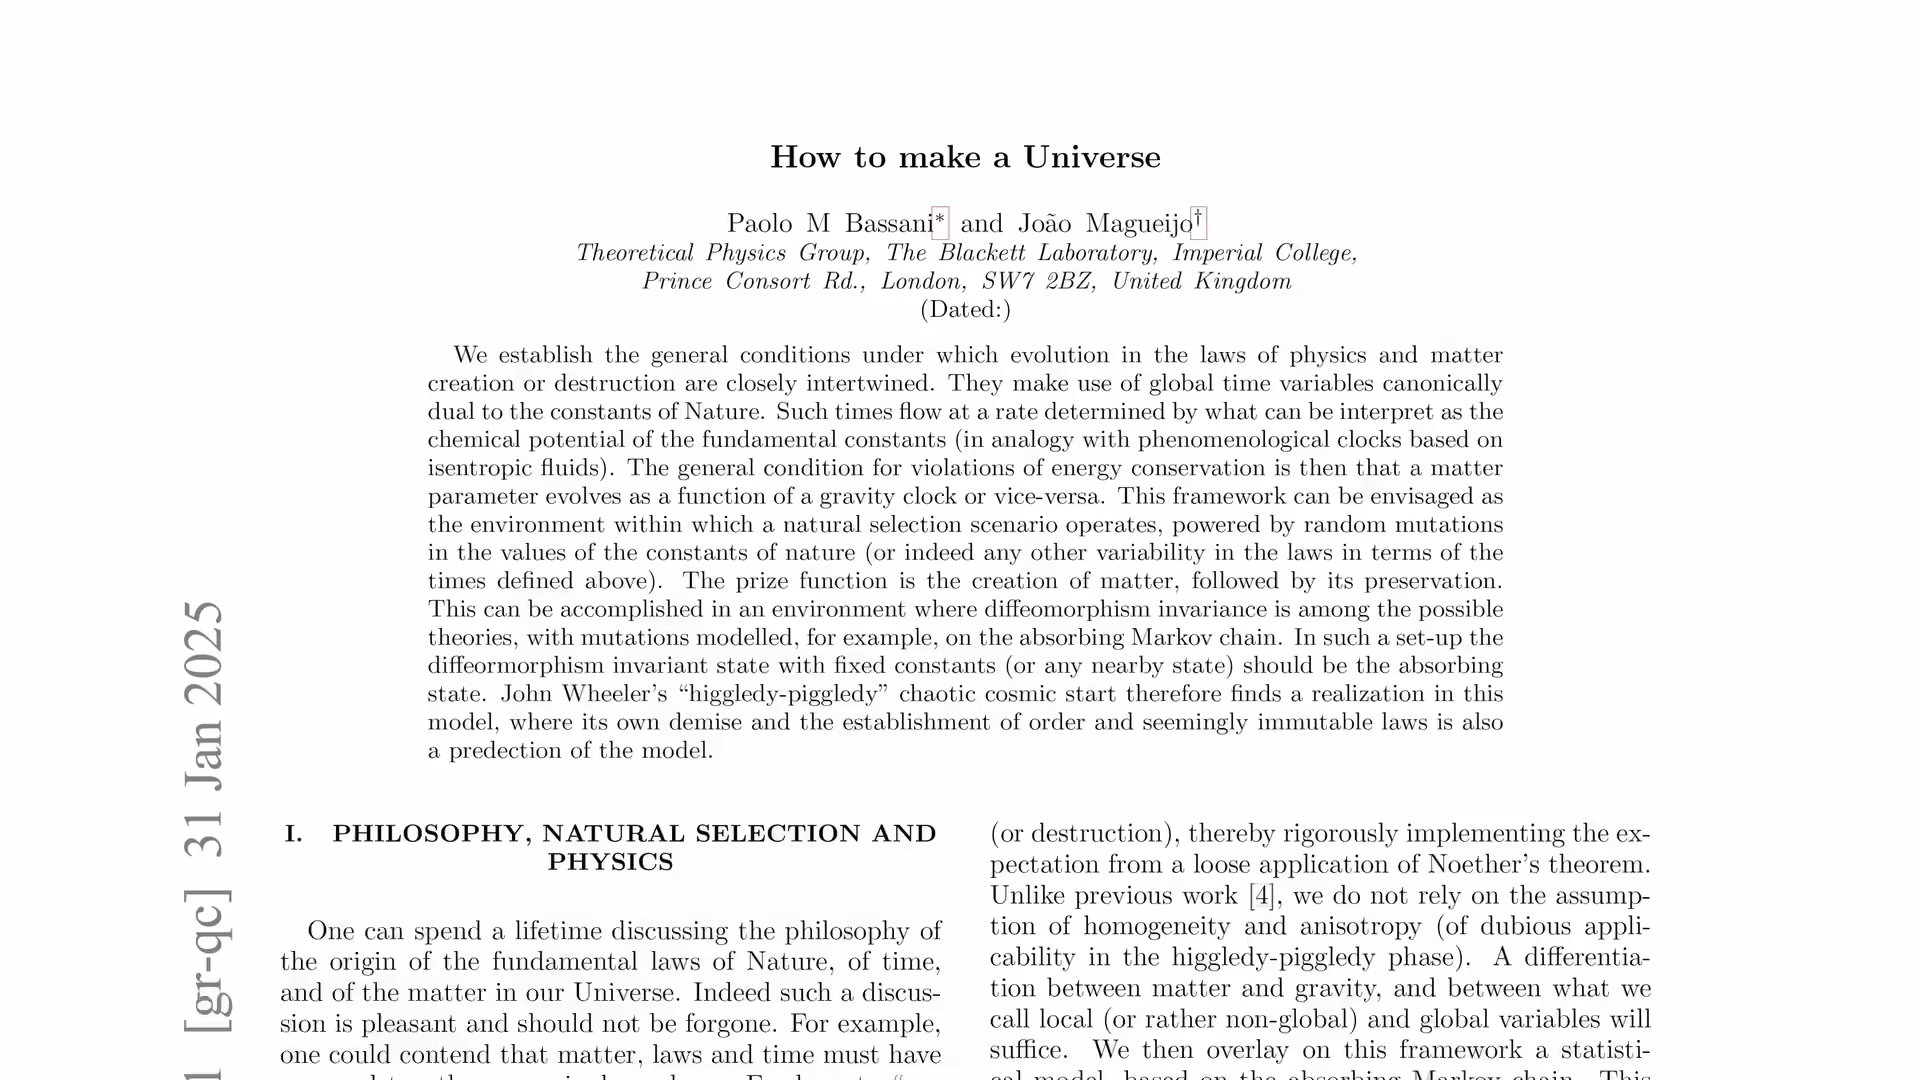 How to make a Universe
Paolo M Bassani* and João Magueijo†
Theoretical Physics Group, The Blackett Laboratory, Imperial College,
Prince Consort Rd., London, SW7 2BZ, United Kingdom
(Dated:)
We establish the general conditions under which evolution in the laws of physics and matter
creation or destruction are closely intertwined. They make use of global time variables canonically
dual to the constants of Nature. Such times flow at a rate determined by what can be interpret as the
chemical potential of the fundamental constants (in analogy with phenomenological clocks based on
isentropic fluids). The general condition for violations of energy conservation is then that a matter
parameter evolves as a function of a gravity clock or vice-versa. This framework can be envisaged as
the environment within which a natural selection scenario operates, powered by random mutations
in the values of the constants of nature (or indeed any other variability in the laws in terms of the
times defined above). The prize function is the creation of matter, followed by its preservation.
This can be accomplished in an environment where diffeomorphism invariance is among the possible
theories, with mutations modelled, for example, on the absorbing Markov chain. In such a set-up the
diffeormorphism invariant state with fixed constants (or any nearby state) should be the absorbing
state. John Wheeler's “higgledy-piggledy” chaotic cosmic start therefore finds a realization in this
model, where its own demise and the establishment of order and seemingly immutable laws is also
a predection of the model.
[gr-qc] 31 Jan 2025
I. PHILOSOPHY, NATURAL SELECTION AND
PHYSICS
One can spend a lifetime discussing the philosophy of
the origin of the fundamental laws of Nature, of time,
and of the matter in our Universe. Indeed such a discus-
sion is pleasant and should not be forgone. For example,
one could contend that matter, laws and time must have
(or destruction), thereby rigorously implementing the ex-
pectation from a loose application of Noether's theorem.
Unlike previous work [4], we do not rely on the assump-
tion of homogeneity and anisotropy (of dubious appli-
cability in the higgledy-piggledy phase). A differentia-
tion between matter and gravity, and between what we
call local (or rather non-global) and global variables will
suffice. We then overlay on this framework a statisti-
cal model, based on the absorbing Markov chain. This